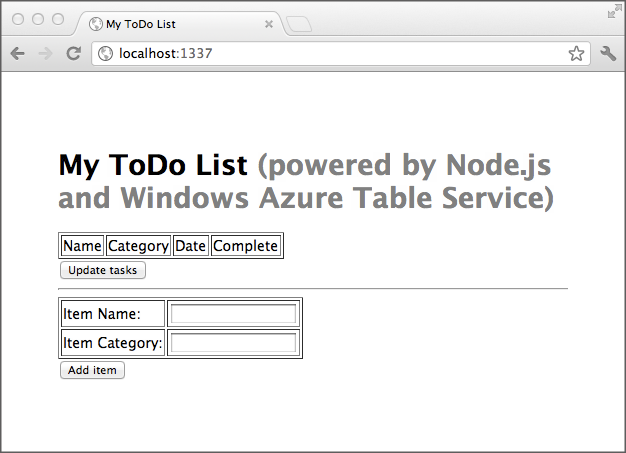 My ToDo List
localhost:1337
My ToDo List (powered by Node.js
and Windows Azure Table Service)
Name Category Date Complete
Update tasks
Item Name:
Item Category:
Add item